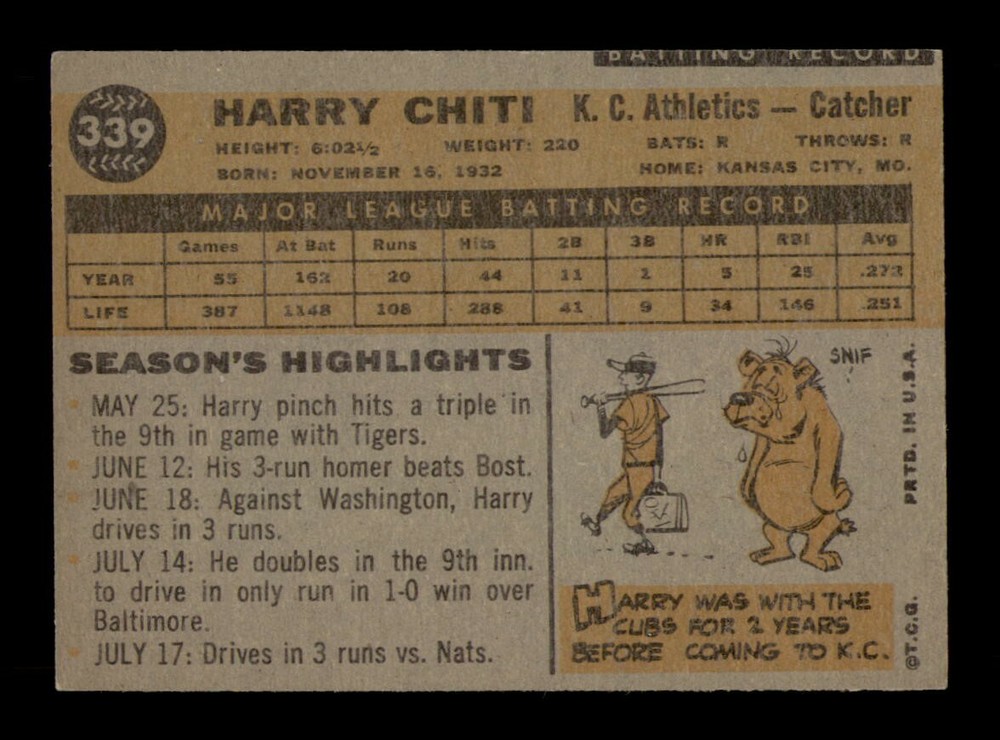 BATTING RECORD
339
HARRY CHITI K. C. Athletics — Catcher
HEIGHT: 6:02½ WEIGHT: 220 BATS: R THROWS: R
BORN: NOVEMBER 16, 1932 HOME: KANSAS CITY, MO.
MAJOR LEAGUE BATTING RECORD
Games At Bat Runs Hits 2B 3B HR RBI Avg
YEAR 55 162 20 44 11 1 5 25 .272
LIFE 387 1148 108 288 41 9 34 146 .251
SEASON'S HIGHLIGHTS
MAY 25: Harry pinch hits a triple in
the 9th in game with Tigers.
JUNE 12: His 3-run homer beats Bost.
JUNE 18: Against Washington, Harry
drives in 3 runs.
JULY 14: He doubles in the 9th inn.
to drive in only run in 1-0 win over
Baltimore.
JULY 17: Drives in 3 runs vs. Nats.
SNIF
HARRY WAS WITH THE
CUBS FOR 2 YEARS
BEFORE COMING TO K.C.
©T.C.G. PRTD. IN U.S.A.